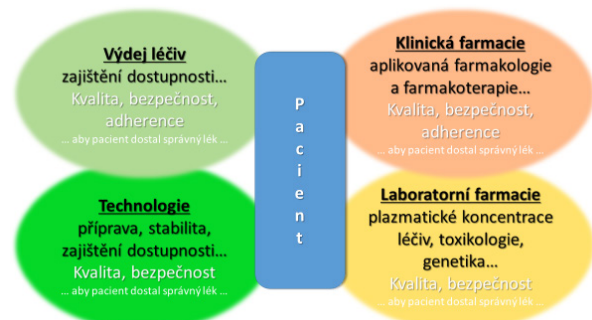 Výdej léčiv
zajištění dostupnosti…
Kvalita, bezpečnost,
adherence
… aby pacient dostal správný lék …
Klinická farmacie
aplikovaná farmakologie
a farmakoterapie…
Kvalita, bezpečnost,
adherence
… aby pacient dostal správný lék …
Pacient
Technologie
příprava, stabilita,
zajištění dostupnosti…
Kvalita, bezpečnost
… aby pacient dostal správný lék …
Laboratorní farmacie
plazmatické koncentrace
léčiv, toxikologie,
genetika…
Kvalita, bezpečnost
… aby pacient dostal správný lék …